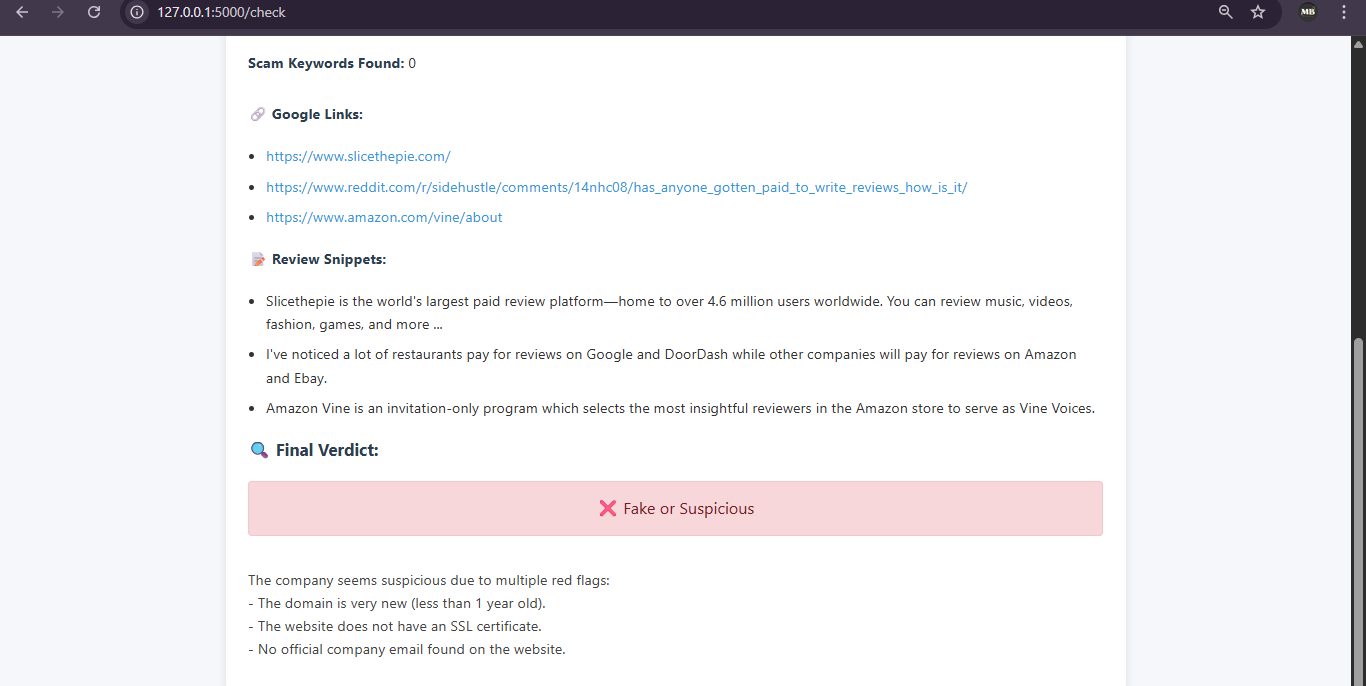 127.0.0.1:5000/check
MB
Scam Keywords Found: 0
🔗 Google Links:
• https://www.slicethepie.com/
• https://www.reddit.com/r/sidehustle/comments/14nhc08/has_anyone_gotten_paid_to_write_reviews_how_is_it/
• https://www.amazon.com/vine/about
📝 Review Snippets:
• Slicethepie is the world's largest paid review platform—home to over 4.6 million users worldwide. You can review music, videos,
fashion, games, and more ...
• I've noticed a lot of restaurants pay for reviews on Google and DoorDash while other companies will pay for reviews on Amazon
and Ebay.
• Amazon Vine is an invitation-only program which selects the most insightful reviewers in the Amazon store to serve as Vine Voices.
🔍 Final Verdict:
❌ Fake or Suspicious
The company seems suspicious due to multiple red flags:
- The domain is very new (less than 1 year old).
- The website does not have an SSL certificate.
- No official company email found on the website.